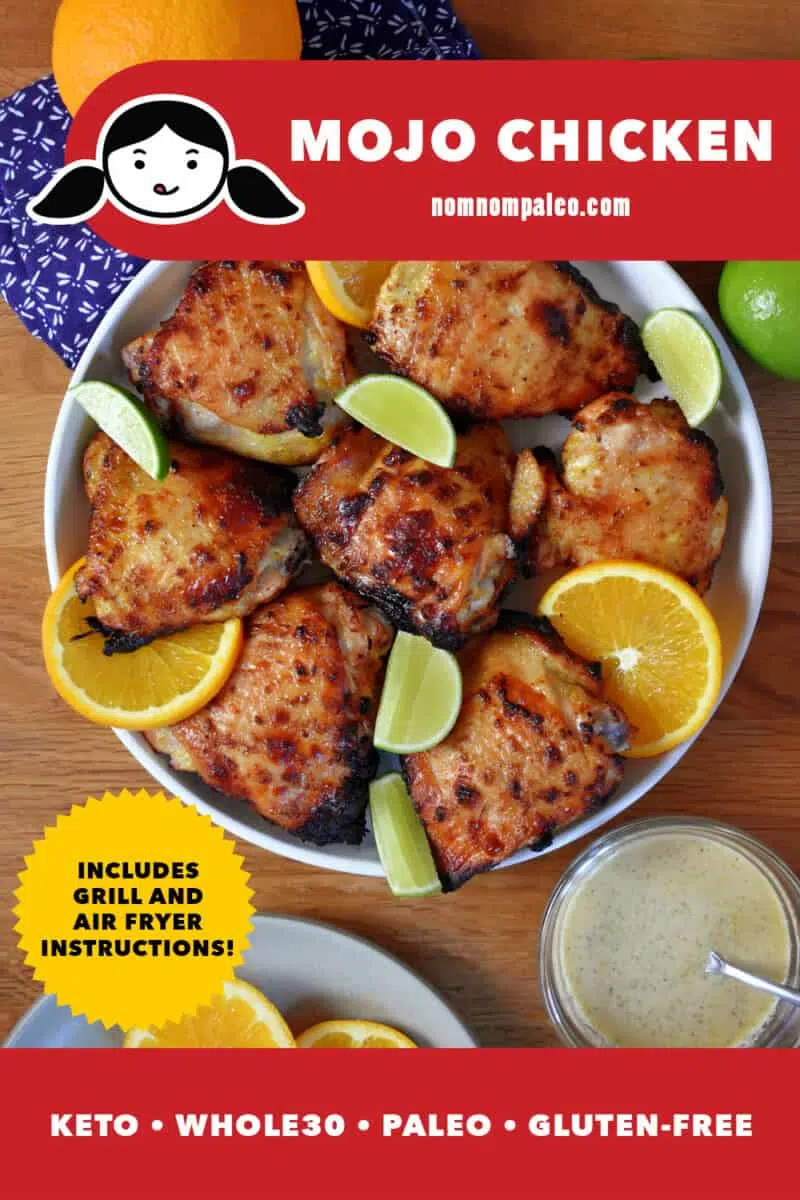 MOJO CHICKEN
nomnompaleo.com
INCLUDES
GRILL AND
AIR FRYER
INSTRUCTIONS!
KETO • WHOLE30 • PALEO • GLUTEN-FREE